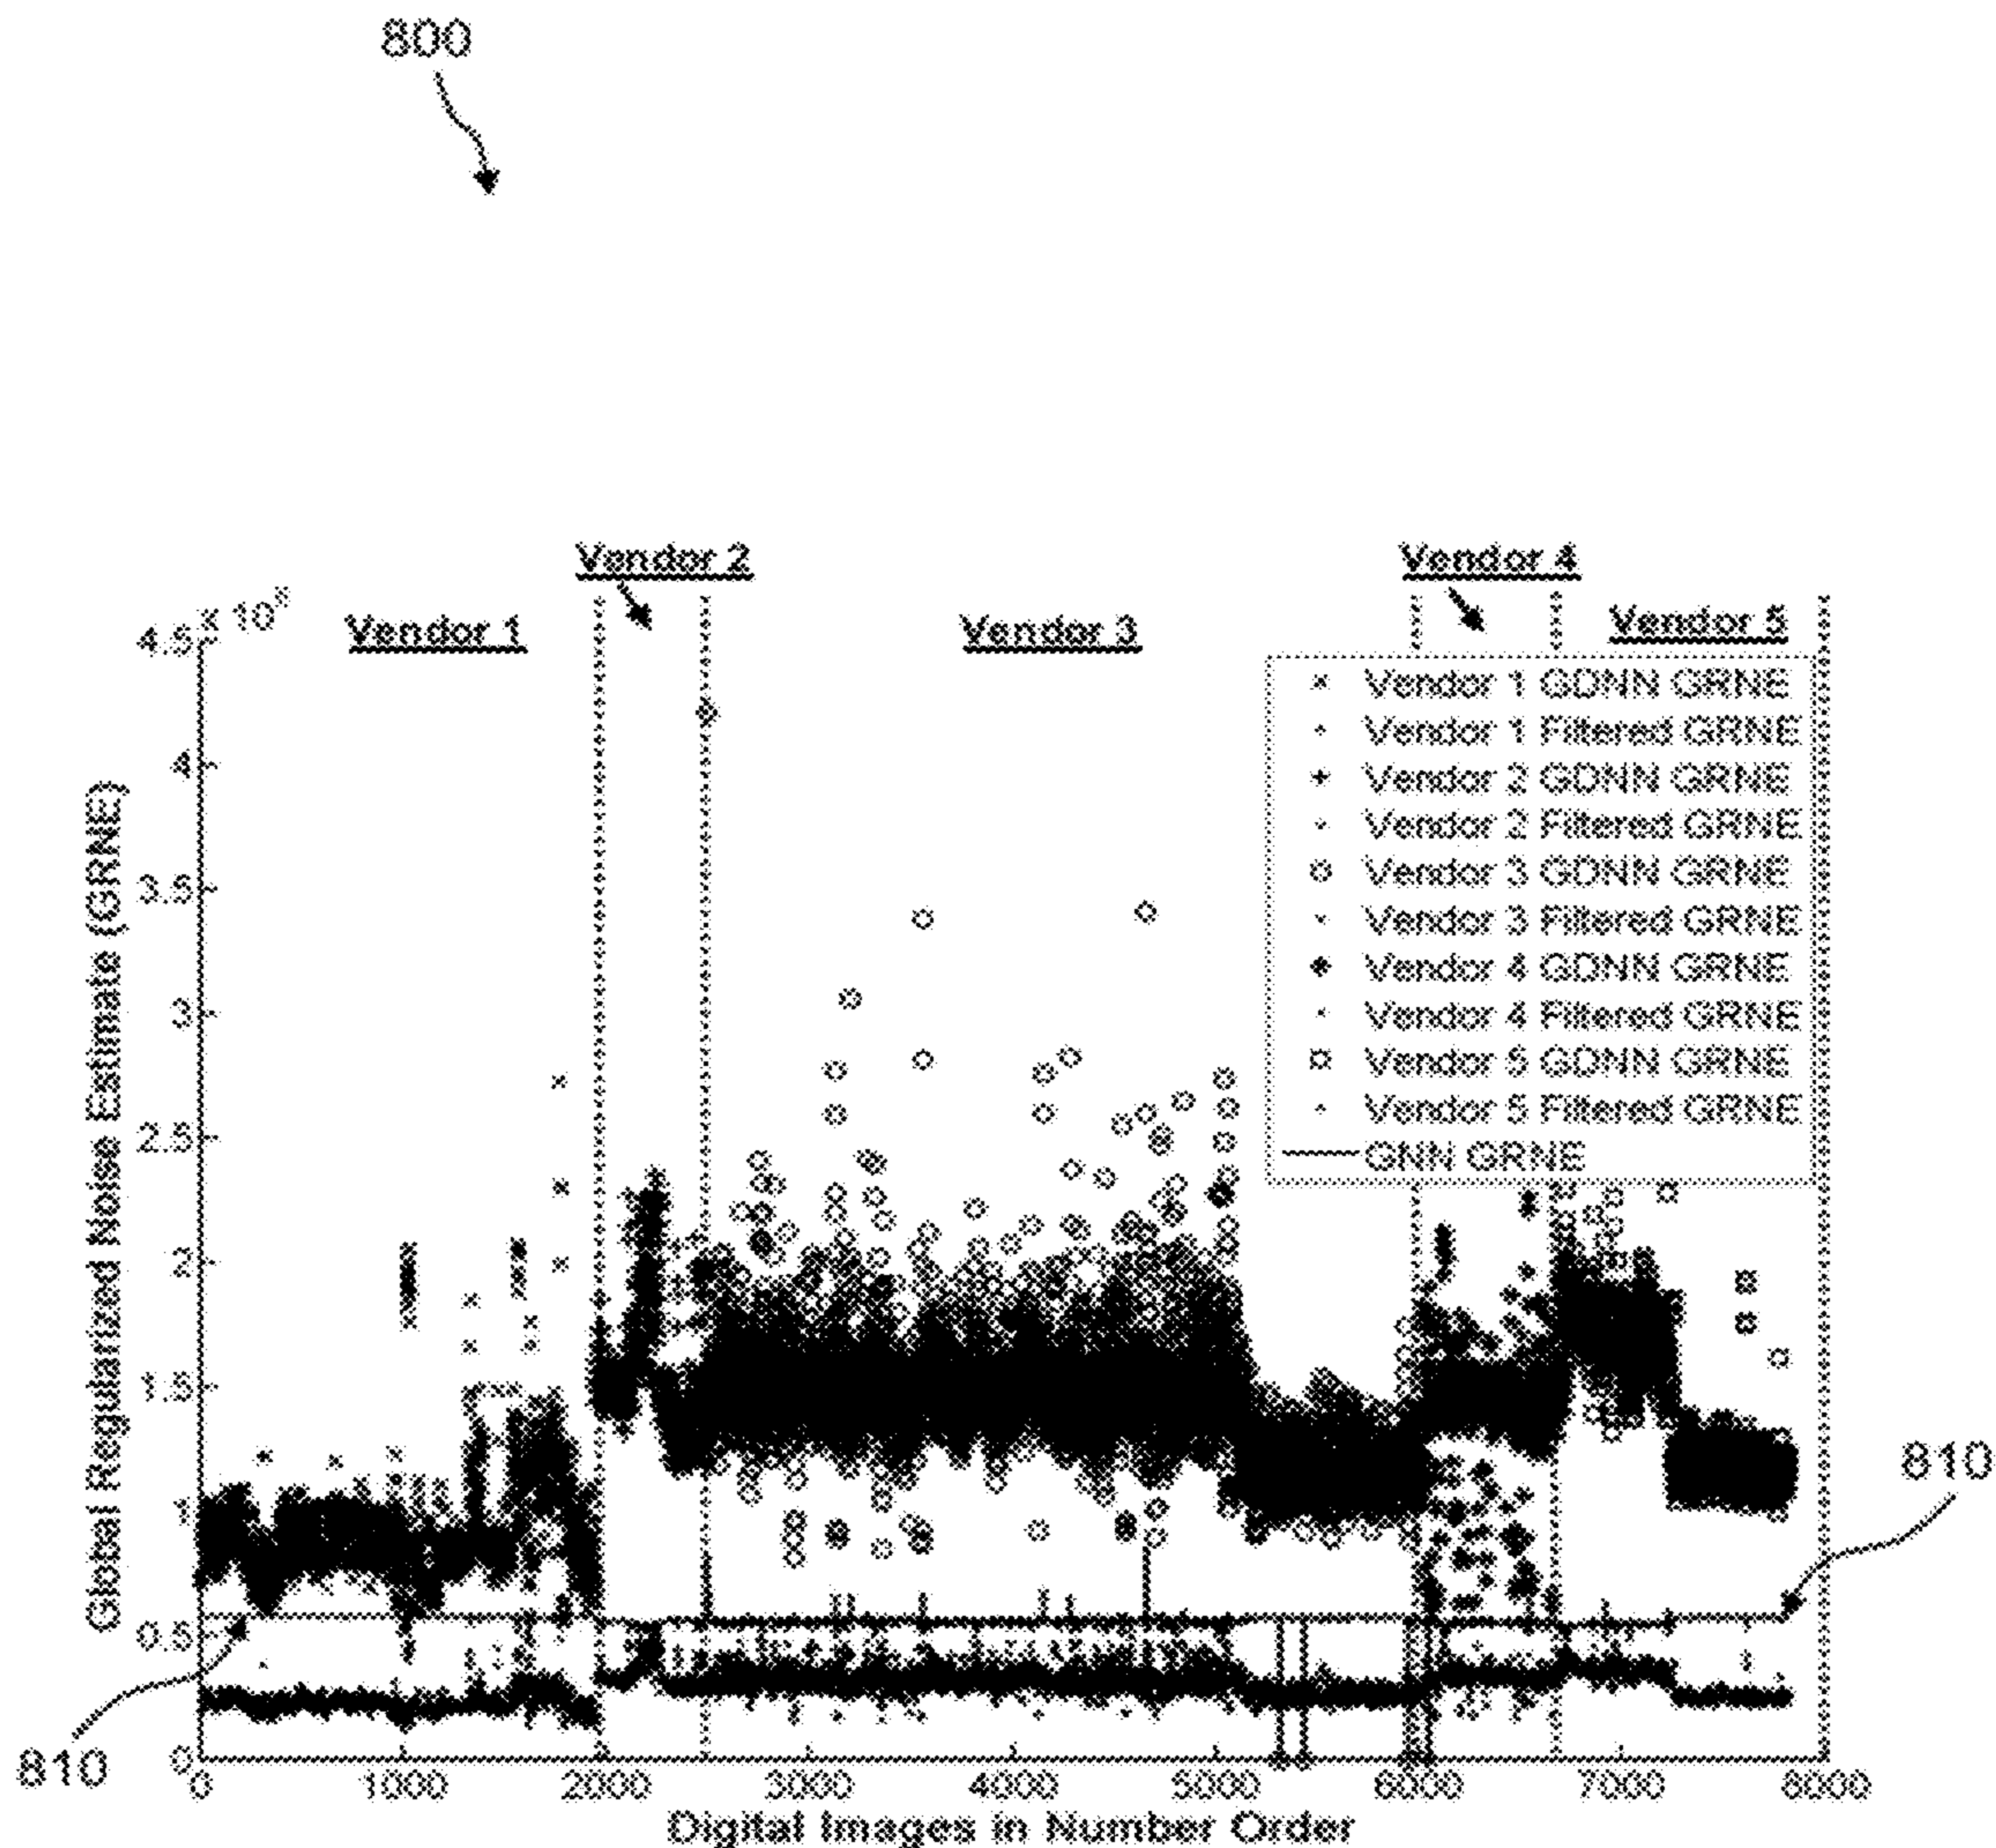 800
Vendor 2
Vendor 4
× 10⁸
Vendor 1
Vendor 3
Vendor 5
4.5
4
3.5
3
2.5
2
1.5
1
0.5
0
Global Regularized Noise Estimate (GRNE)
Vendor 1 GDNN GRNE
Vendor 1 Filtered GRNE
Vendor 2 GDNN GRNE
Vendor 2 Filtered GRNE
Vendor 3 GDNN GRNE
Vendor 3 Filtered GRNE
Vendor 4 GDNN GRNE
Vendor 4 Filtered GRNE
Vendor 5 GDNN GRNE
Vendor 5 Filtered GRNE
GNN GRNE
810
810
0 1000 2000 3000 4000 5000 6000 7000 8000
Digital Images in Number Order